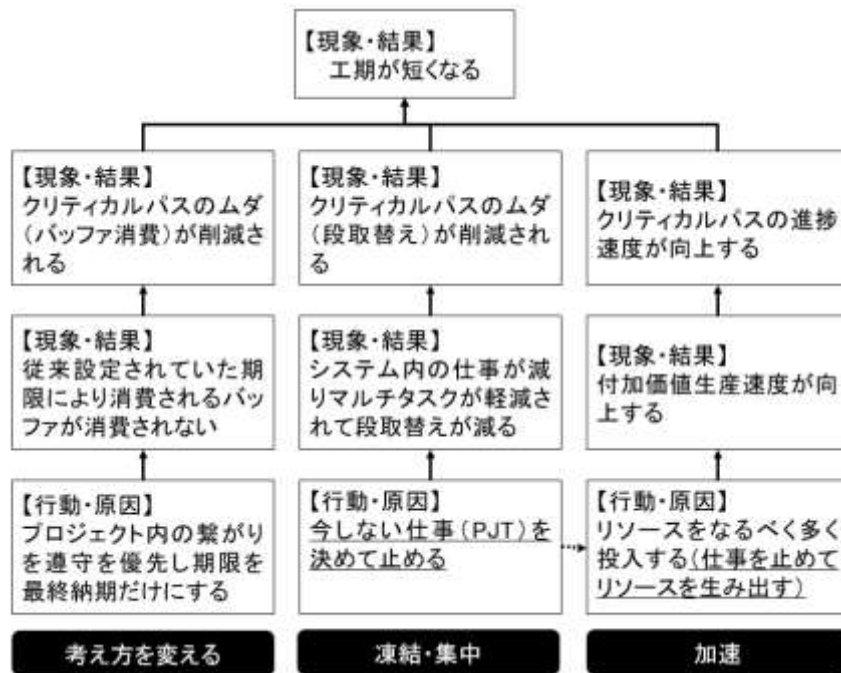 【現象・結果】
工期が短くなる
【現象・結果】
クリティカルパスのムダ
(バッファ消費)が削減さ
れる
【現象・結果】
クリティカルパスのムダ
(段取替え)が削減され
る
【現象・結果】
クリティカルパスの進捗
速度が向上する
【現象・結果】
従来設定されていた期
限により消費されるバッ
ファが消費されない
【現象・結果】
システム内の仕事が減
りマルチタスクが軽減さ
れて段取替えが減る
【現象・結果】
付加価値生産速度が向
上する
【行動・原因】
プロジェクト内の繋がり
を遵守を優先し期限を
最終納期だけにする
【行動・原因】
今しない仕事(PJT)を
決めて止める
【行動・原因】
リソースをなるべく多く
投入する(仕事を止めて
リソースを生み出す)
考え方を変える
凍結・集中
加速